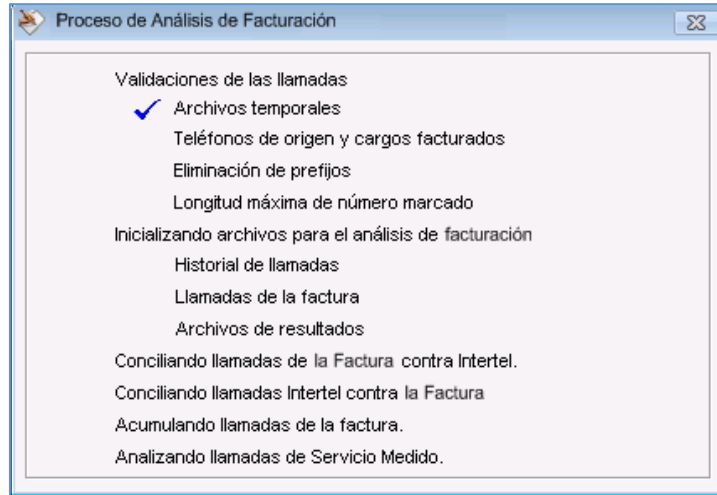 Proceso de Análisis de Facturación
Validaciones de las llamadas
Archivos temporales
Teléfonos de origen y cargos facturados
Eliminación de prefijos
Longitud máxima de número marcado
Inicializando archivos para el análisis de facturación
Historial de llamadas
Llamadas de la factura
Archivos de resultados
Conciliando llamadas de la Factura contra Intertel.
Conciliando llamadas Intertel contra la Factura
Acumulando llamadas de la factura.
Analizando llamadas de Servicio Medido.